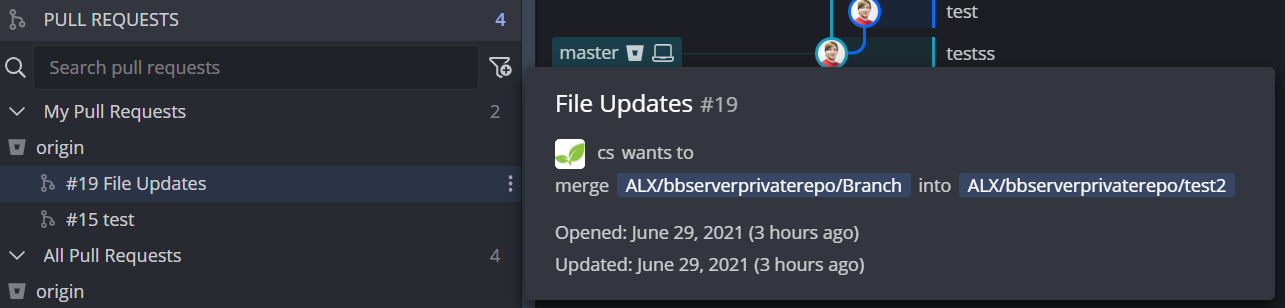 PULL REQUESTS 4
Search pull requests
My Pull Requests 2
origin
#19 File Updates
#15 test
All Pull Requests 4
origin
test
master
testss
File Updates #19
cs wants to
merge ALX/bbserverprivaterepo/Branch into ALX/bbserverprivaterepo/test2
Opened: June 29, 2021 (3 hours ago)
Updated: June 29, 2021 (3 hours ago)